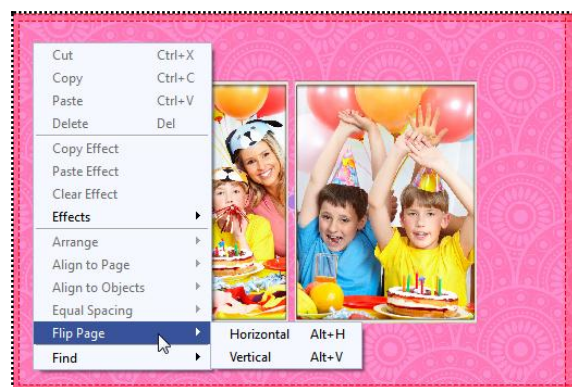 Cut Ctrl+X
Copy Ctrl+C
Paste Ctrl+V
Delete Del
Copy Effect
Paste Effect
Clear Effect
Effects
Arrange
Align to Page
Align to Objects
Equal Spacing
Flip Page
Horizontal Alt+H
Find
Vertical Alt+V